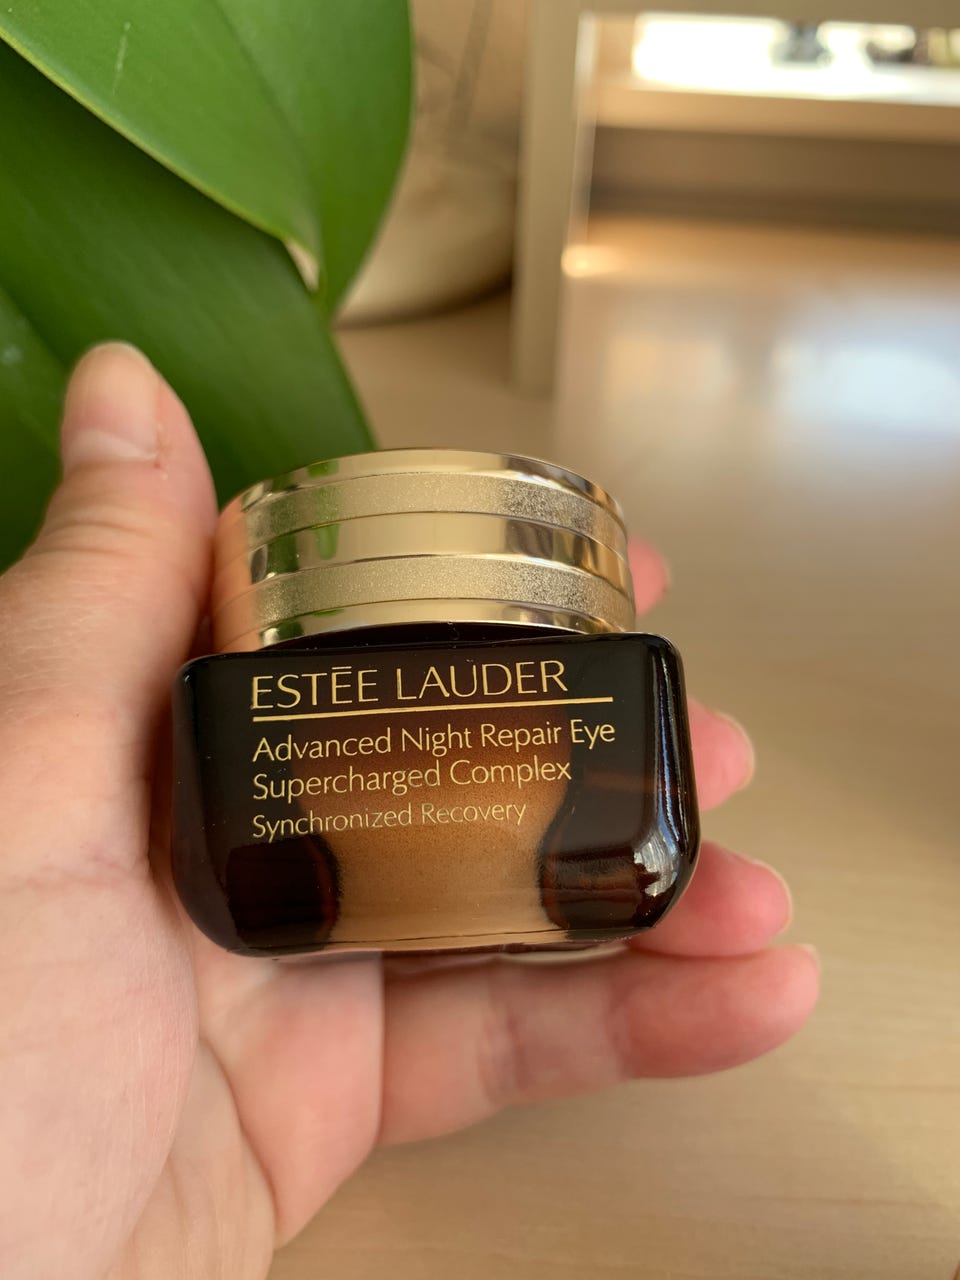 ESTĒE LAUDER
Advanced Night Repair Eye
Supercharged Complex
Synchronized Recovery